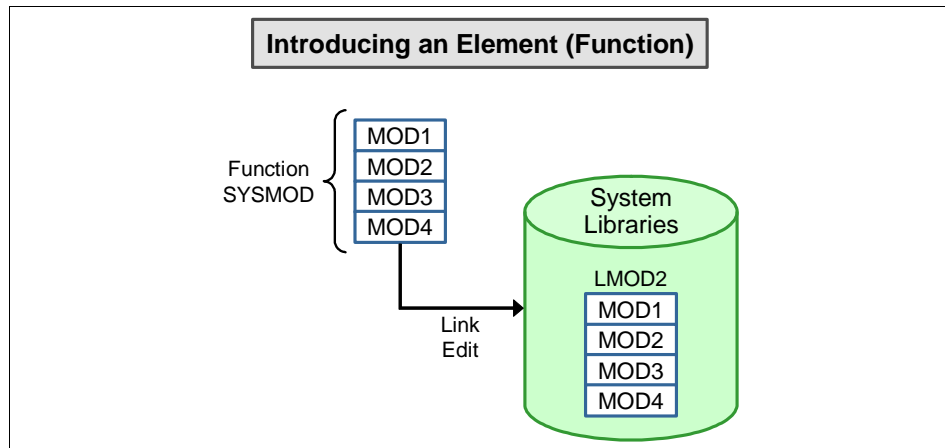 Introducing an Element (Function)
Function
SYSMOD
MOD1
MOD2
MOD3
MOD4
Link
Edit
System
Libraries
LMOD2
MOD1
MOD2
MOD3
MOD4